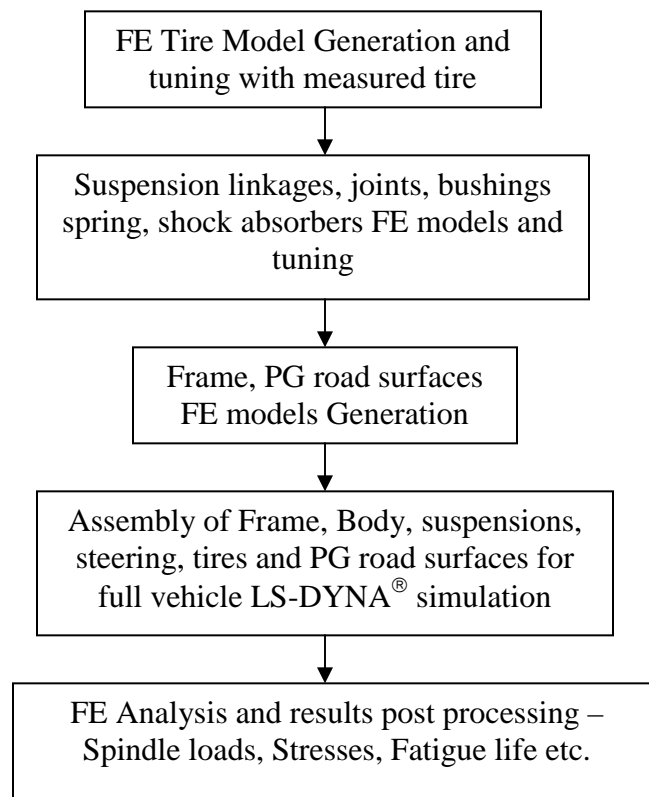 FE Tire Model Generation and
tuning with measured tire
Suspension linkages, joints, bushings
spring, shock absorbers FE models and
tuning
Frame, PG road surfaces
FE models Generation
Assembly of Frame, Body, suspensions,
steering, tires and PG road surfaces for
full vehicle LS-DYNA® simulation
FE Analysis and results post processing –
Spindle loads, Stresses, Fatigue life etc.